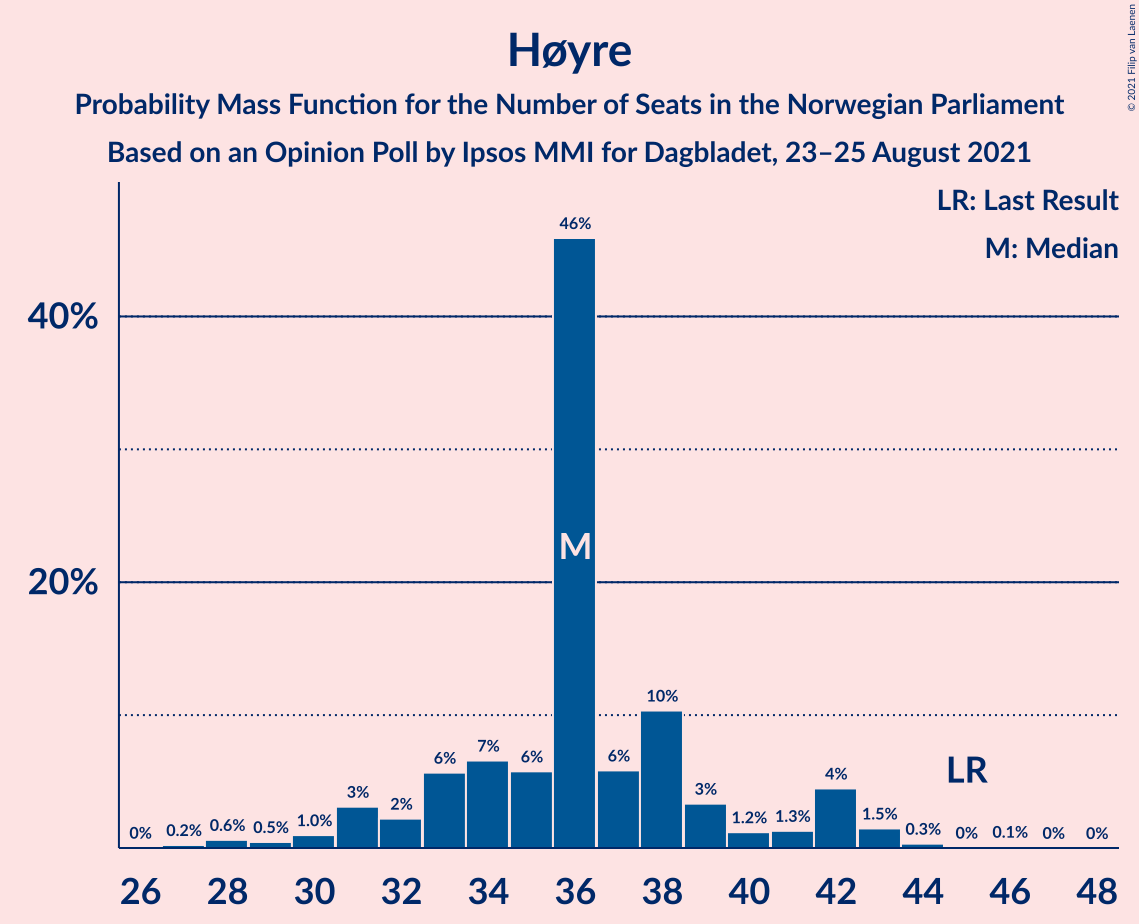 Høyre
Probability Mass Function for the Number of Seats in the Norwegian Parliament
Based on an Opinion Poll by Ipsos MMI for Dagbladet, 23–25 August 2021
© 2021 Filip van Laenen
LR: Last Result
M: Median
40%
20%
46%
M
10%
7%
6%
6%
6%
LR
4%
3%
3%
2%
0%
0.2%
0.6%
0.5%
1.0%
1.2%
1.3%
1.5%
0.3%
0%
0.1%
0%
0%
26 28 30 32 34 36 38 40 42 44 46 48